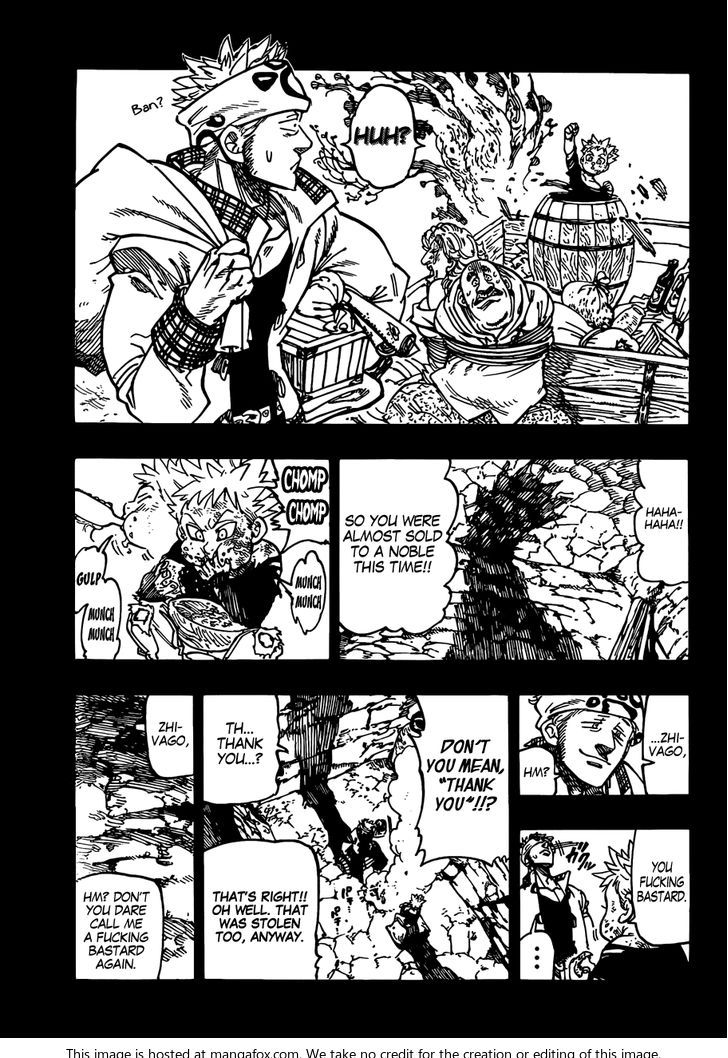 HUH?
Ban?
HAHA-
HAHA!!
SO YOU WERE
ALMOST SOLD
TO A NOBLE
THIS TIME!!
CHOMP
CHOMP
MUNCH
MUNCH
GULP
MUNCH
MUNCH
...ZHI-
VAGO,
HM?
YOU
FUCKING
BASTARD.
...
DON'T
YOU MEAN,
"THANK
YOU"!!?
TH...
THANK
YOU...?
THAT'S RIGHT!!
OH WELL. THAT
WAS STOLEN
TOO, ANYWAY.
ZHI-
VAGO,
HM? DON'T
YOU DARE
CALL ME
A FUCKING
BASTARD
AGAIN.
This image is hosted at mangafox.com. We take no credit for the creation or editing of this image.